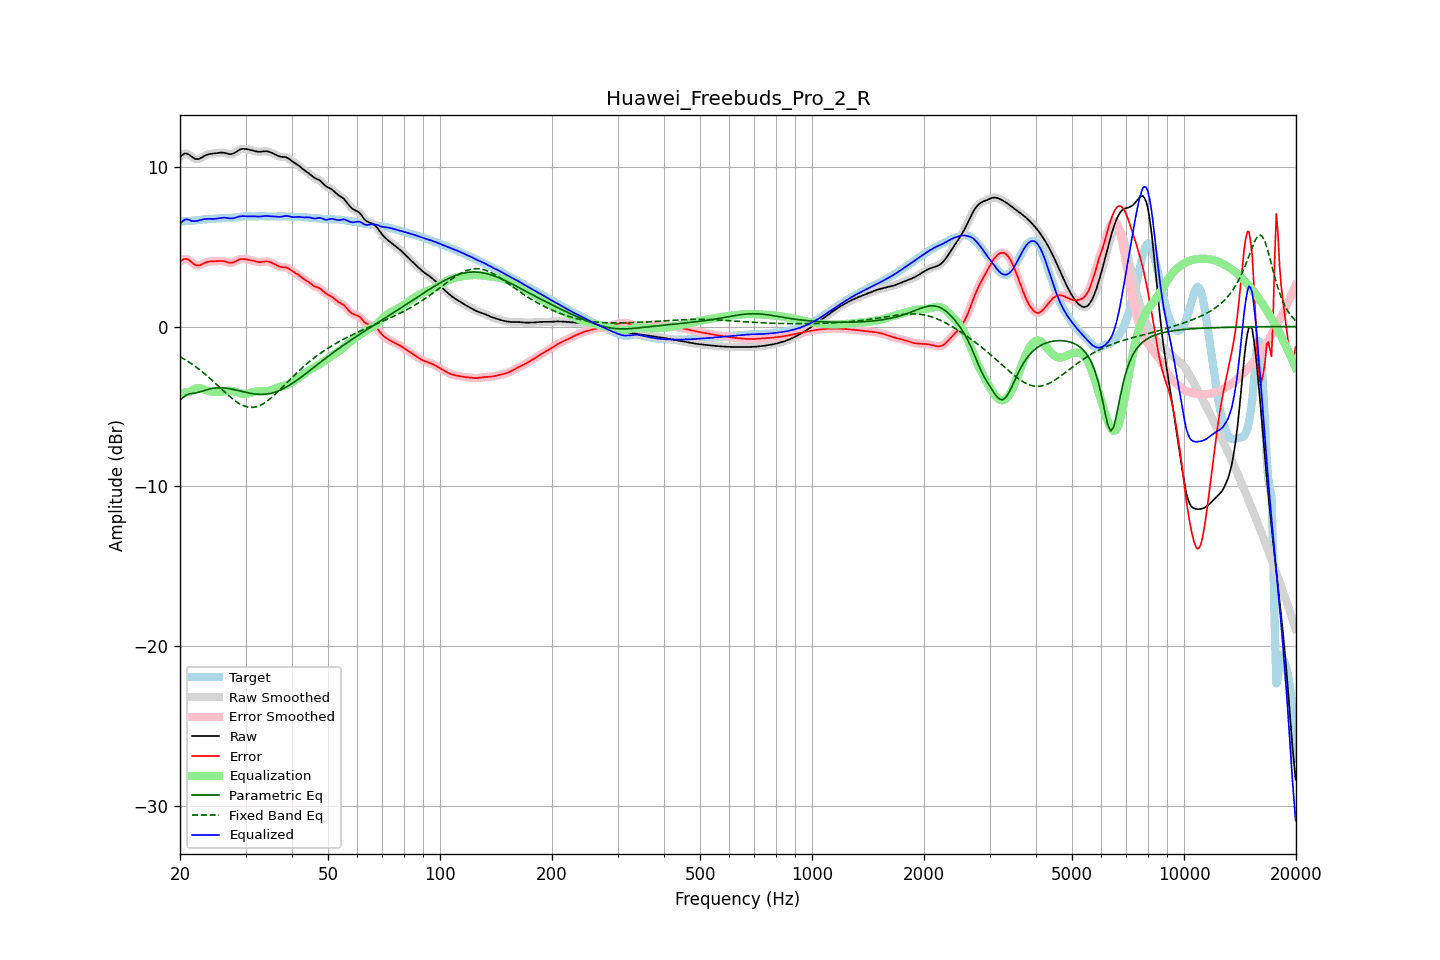 Huawei_Freebuds_Pro_2_R
10
0
−10
−20
−30
Amplitude (dBr)
Target
Raw Smoothed
Error Smoothed
Raw
Error
Equalization
Parametric Eq
Fixed Band Eq
Equalized
20 50 100 200 500 1000 2000 5000 10000 20000
Frequency (Hz)